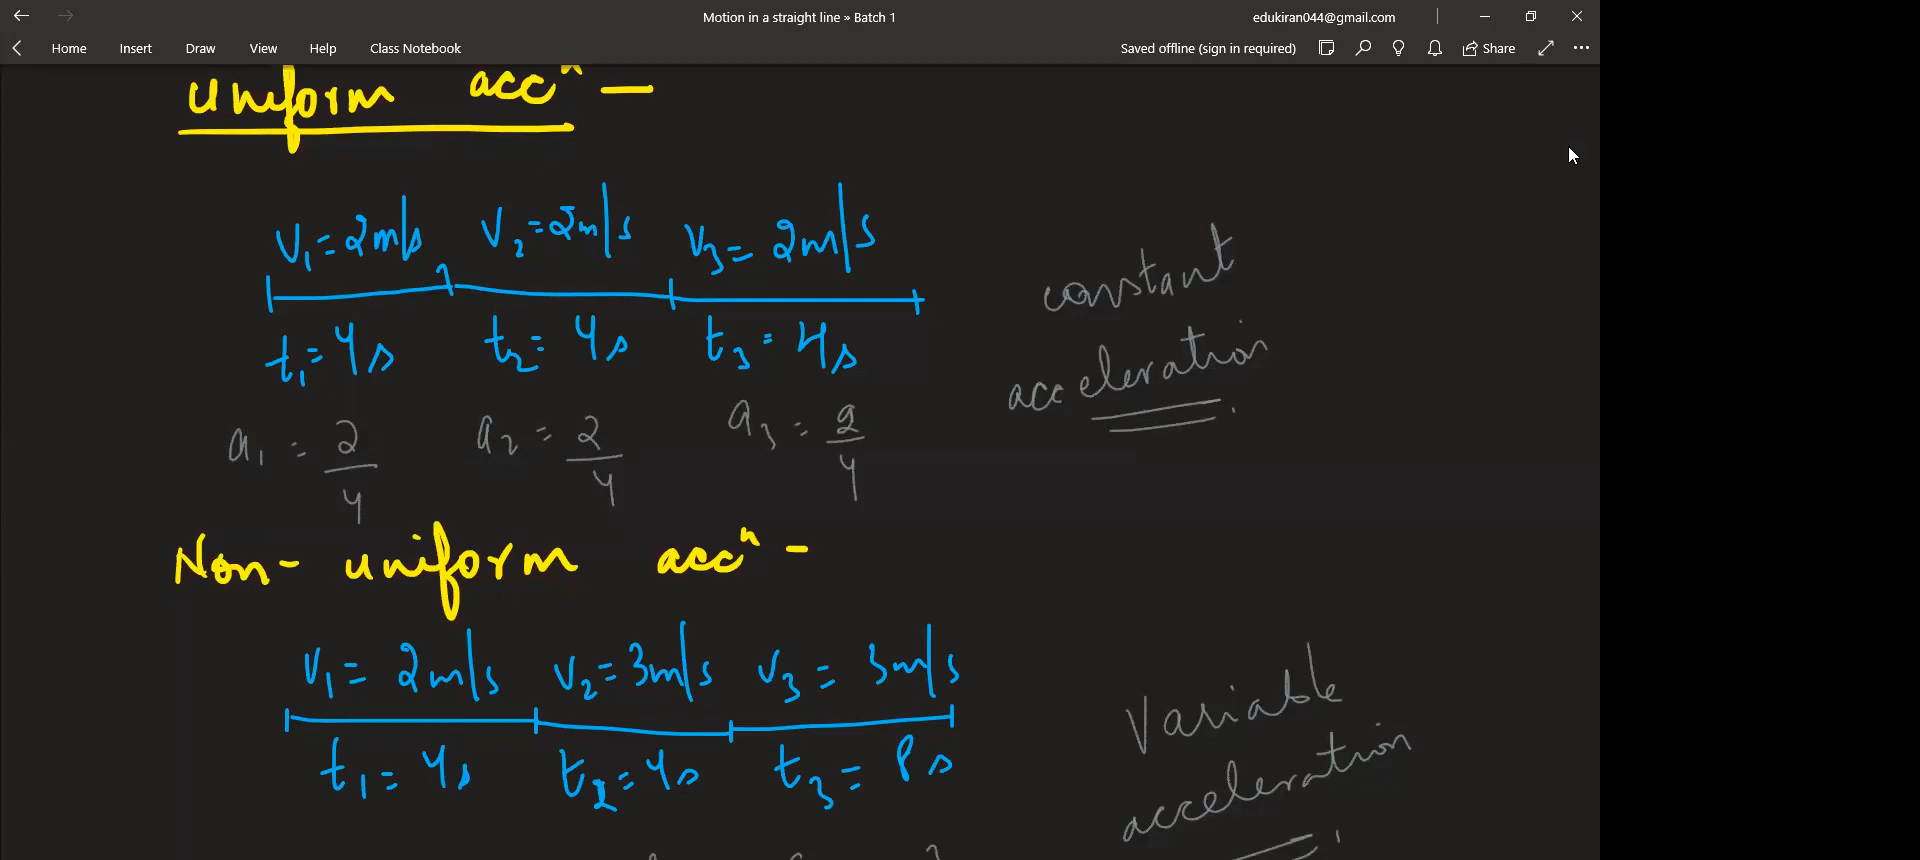 Motion in a straight line » Batch 1
edukiran044@gmail.com
Home Insert Draw View Help Class Notebook
Saved offline (sign in required) Share
uniform accⁿ —
V₁ = 2m/s V₂ = 2m/s V₃ = 2m/s
t₁ = 4s t₂ = 4s t₃ = 4s
constant
acceleration
a₁ = 2/4 a₂ = 2/4 a₃ = 2/4
Non-uniform accⁿ -
V₁ = 2m/s V₂ = 3m/s V₃ = 3m/s
t₁ = 4s t₂ = 4s t₃ = 8s
Variable
acceleration